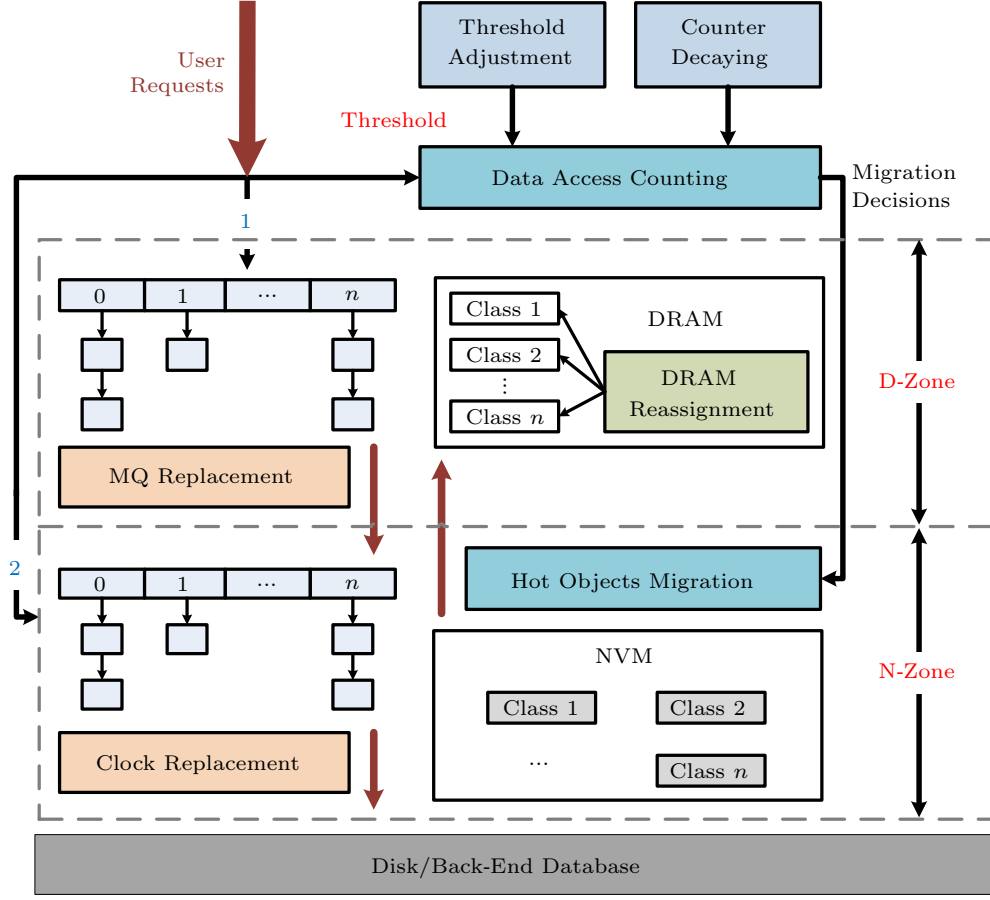 Threshold
Adjustment
Counter
Decaying
User
Requests
Threshold
Data Access Counting
Migration
Decisions
1
0 1 ... n
Class 1
Class 2
⋮
Class n
DRAM
DRAM
Reassignment
D-Zone
MQ Replacement
2
0 1 ... n
Hot Objects Migration
NVM
Class 1 Class 2
... Class n
N-Zone
Clock Replacement
Disk/Back-End Database